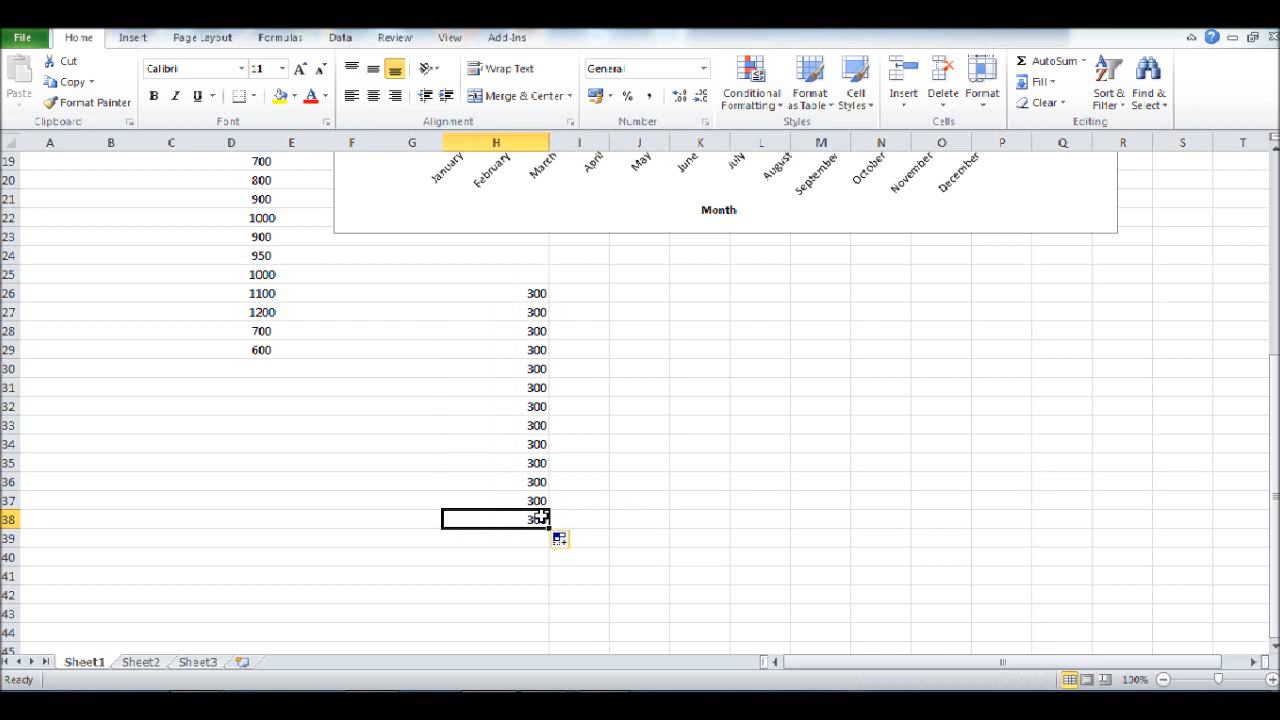 File Home Insert Page Layout Formulas Data Review View Add-Ins
Cut Calibri 11 A A Wrap Text General Σ AutoSum
Copy Conditional Format Cell Insert Delete Format Fill Sort & Find &
Paste Format Painter B I U A Merge & Center % , Formatting as Table Styles Clear Filter Select
Clipboard Font Alignment Number Styles Cells Editing
A B C D E F G H I J K L M N O P Q R S T
19 700 January February March April May June July August September October November December
20 800
21 900
22 1000 Month
23 900
24 950
25 1000
26 1100 300
27 1200 300
28 700 300
29 600 300
30 300
31 300
32 300
33 300
34 300
35 300
36 300
37 300
38
39
40
41
42
43
44
45
Sheet1 Sheet2 Sheet3
Ready 100%